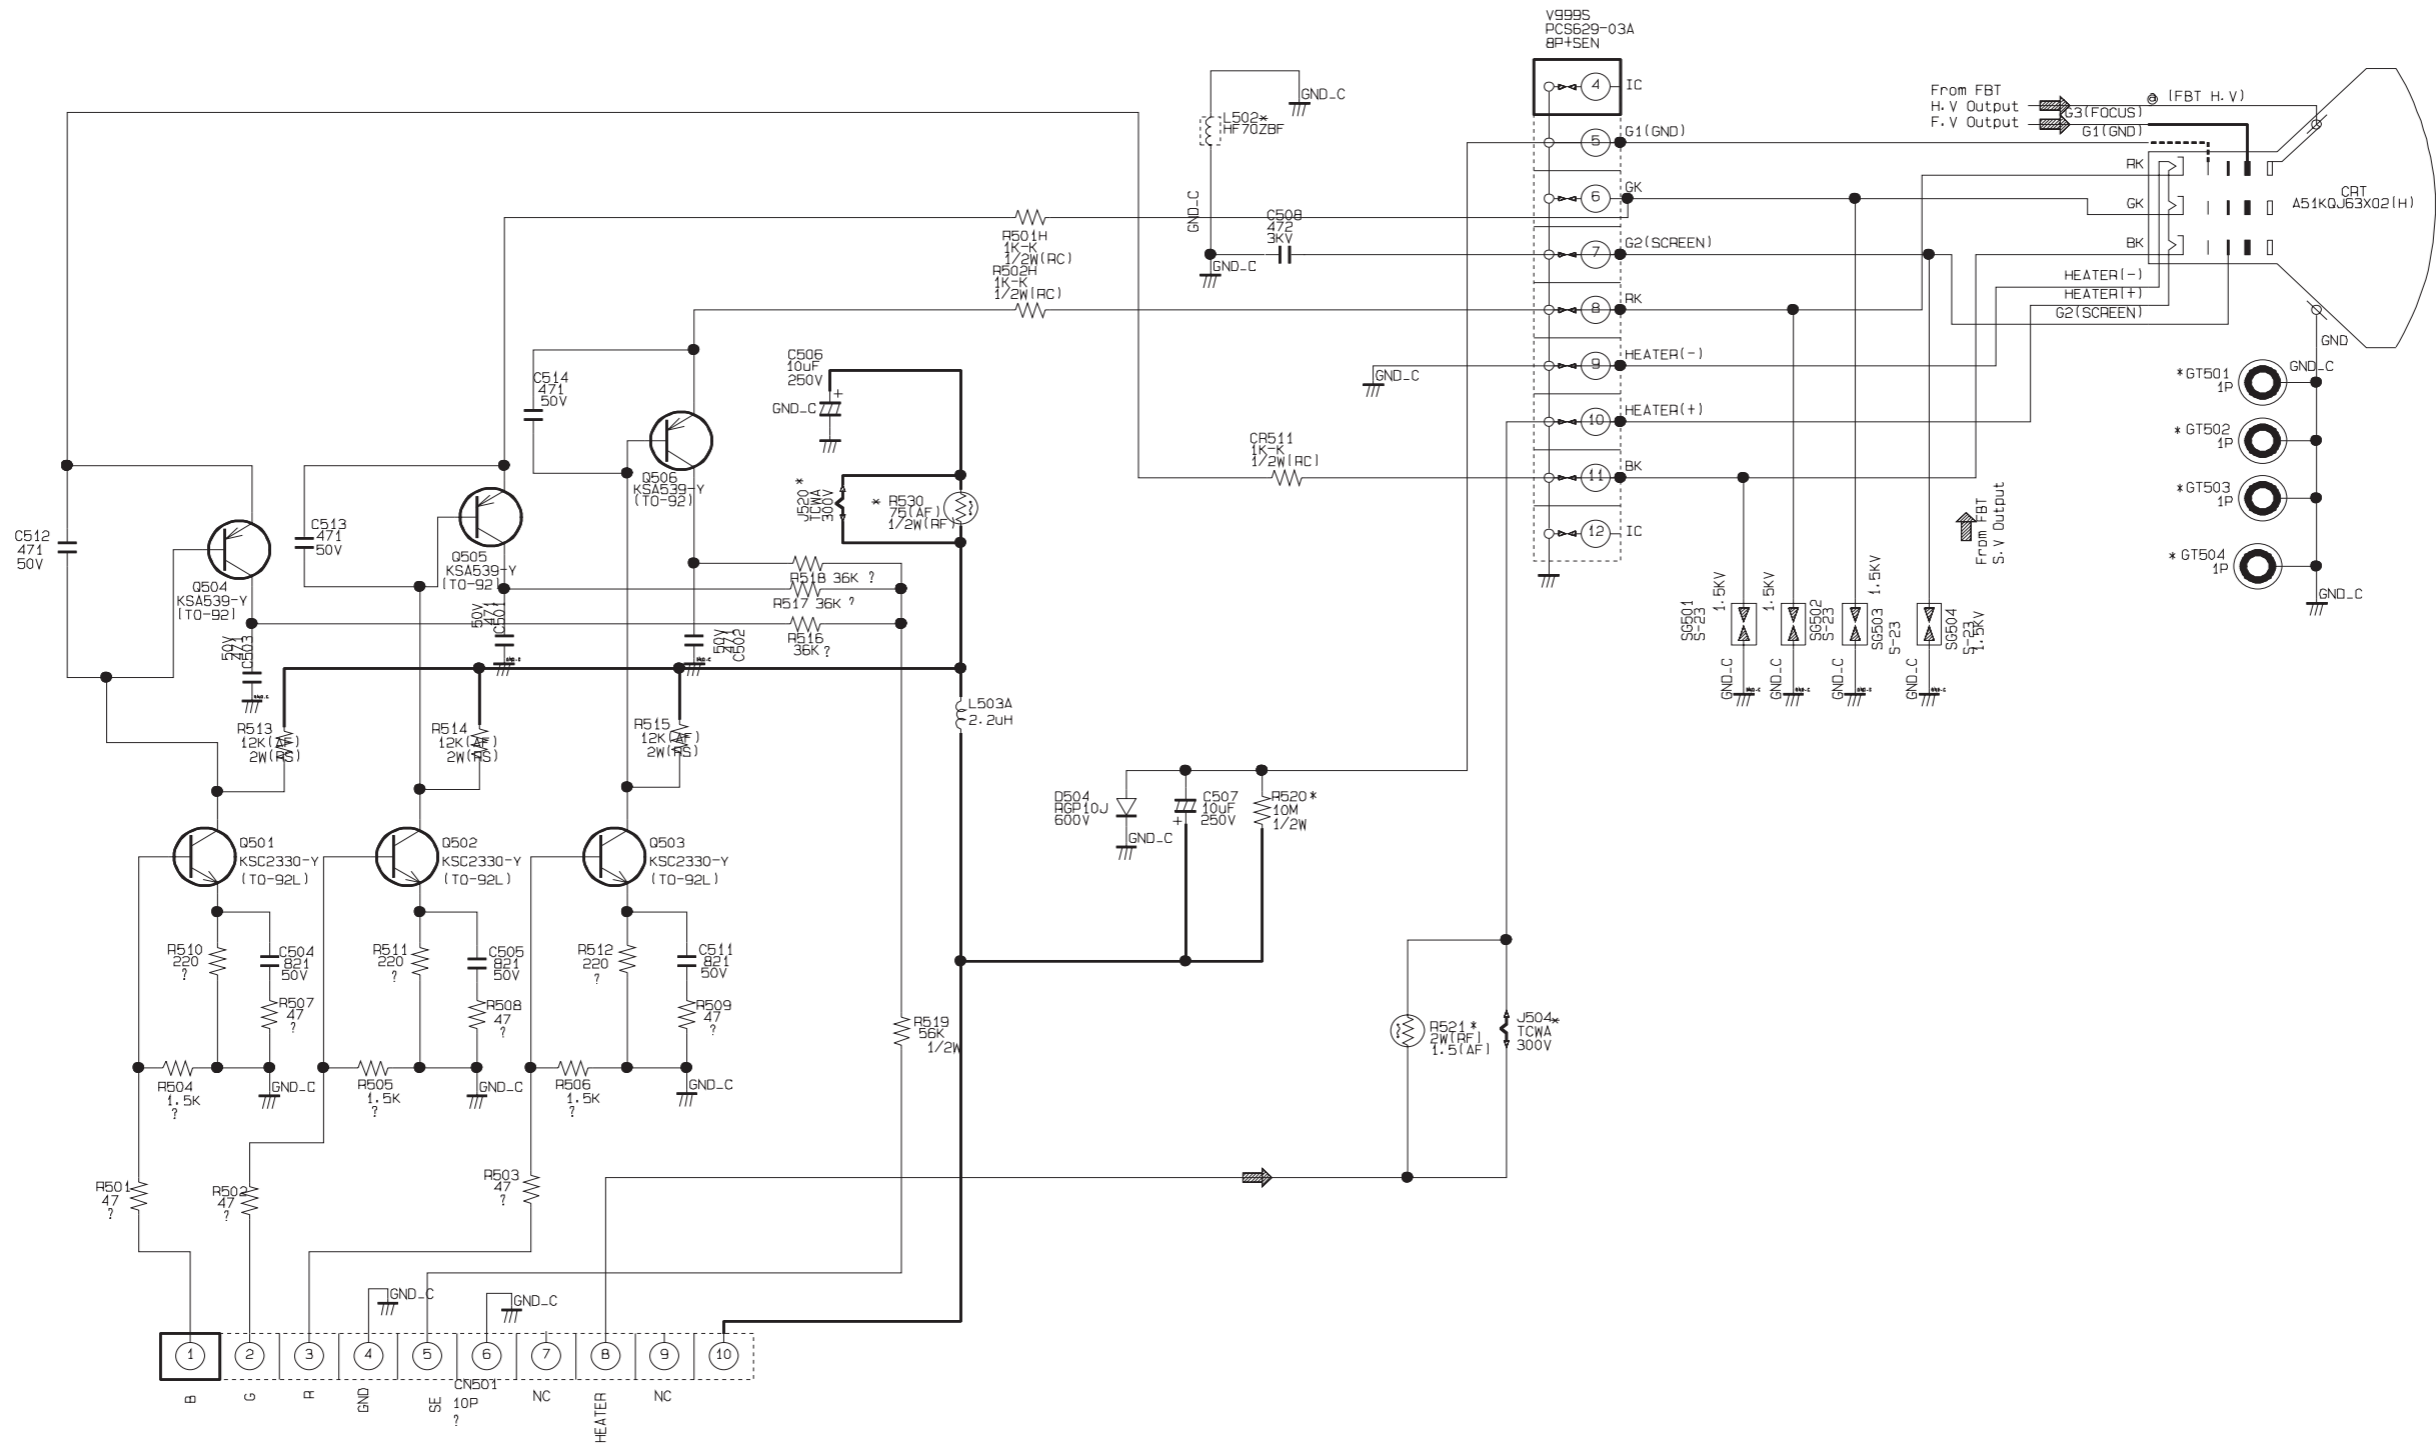 V999S
PCS629-03A
8P+SEN
4
IC
GND_C
L502*
HF70ZBF
GND_C
C508
472
3KV
GND_C
5
G1(GND)
6
GK
7
G2(SCREEN)
8
RK
9
HEATER(-)
10
HEATER(+)
11
BK
12
IC
GND_C
From FBT
H.V Output
F.V Output
@ (FBT H.V)
G3(FOCUS)
G1(GND)
RK
GK
BK
HEATER(-)
HEATER(+)
G2(SCREEN)
CRT
A51KQJ63X02(H)
GND
GND_C
*GT501
1P
* GT502
1P
*GT503
1P
* GT504
1P
GND_C
R501H
1K-K
1/2W(RC)
R502H
1K-K
1/2W(RC)
CR511
1K-K
1/2W(RC)
C506
10uF
250V
GND_C
+
J520 *
TCWA
300V
* R530
75(AF)
1/2W(RF)
C514
471
50V
Q506
KSA539-Y
(TO-92)
C513
471
50V
Q505
KSA539-Y
(TO-92
C512
471
50V
Q504
KSA539-Y
(TO-92)
R518 36K ?
R517 36K ?
R516
36K ?
50V
471
C501
50V
471
C502
50V
471
C503
R513
12K(AF)
2W(RS)
R514
12K(AF)
2W(RS)
R515
12K(AF)
2W(RS)
L503A
2.2uH
SG501
S-23
1.5KV
GND_C
SG502
S-23
1.5KV
GND_C
SG503
S-23
1.5KV
GND_C
SG504
S-23
1.5KV
GND_C
From FBT
S.V Output
D504
RGP10J
600V
GND_C
C507
10uF
250V
+
R520*
10M
1/2W
Q501
KSC2330-Y
(TO-92L)
Q502
KSC2330-Y
(TO-92L)
Q503
KSC2330-Y
(TO-92L)
R510
220
?
C504
821
50V
R507
47
?
R511
220
?
C505
821
50V
R508
47
?
R512
220
?
C511
821
50V
R509
47
?
R519
56K
1/2W
R521 *
2W(RF)
1.5(AF)
J504*
TCWA
300V
R504
1.5K
?
GND_C
R505
1.5K
?
GND_C
R506
1.5K
?
GND_C
R501
47
?
R502
47
?
R503
47
?
GND_C
GND_C
1
2
3
4
5
6
7
8
9
10
B
G
R
GND
SE
CN501
10P
?
NC
HEATER
NC